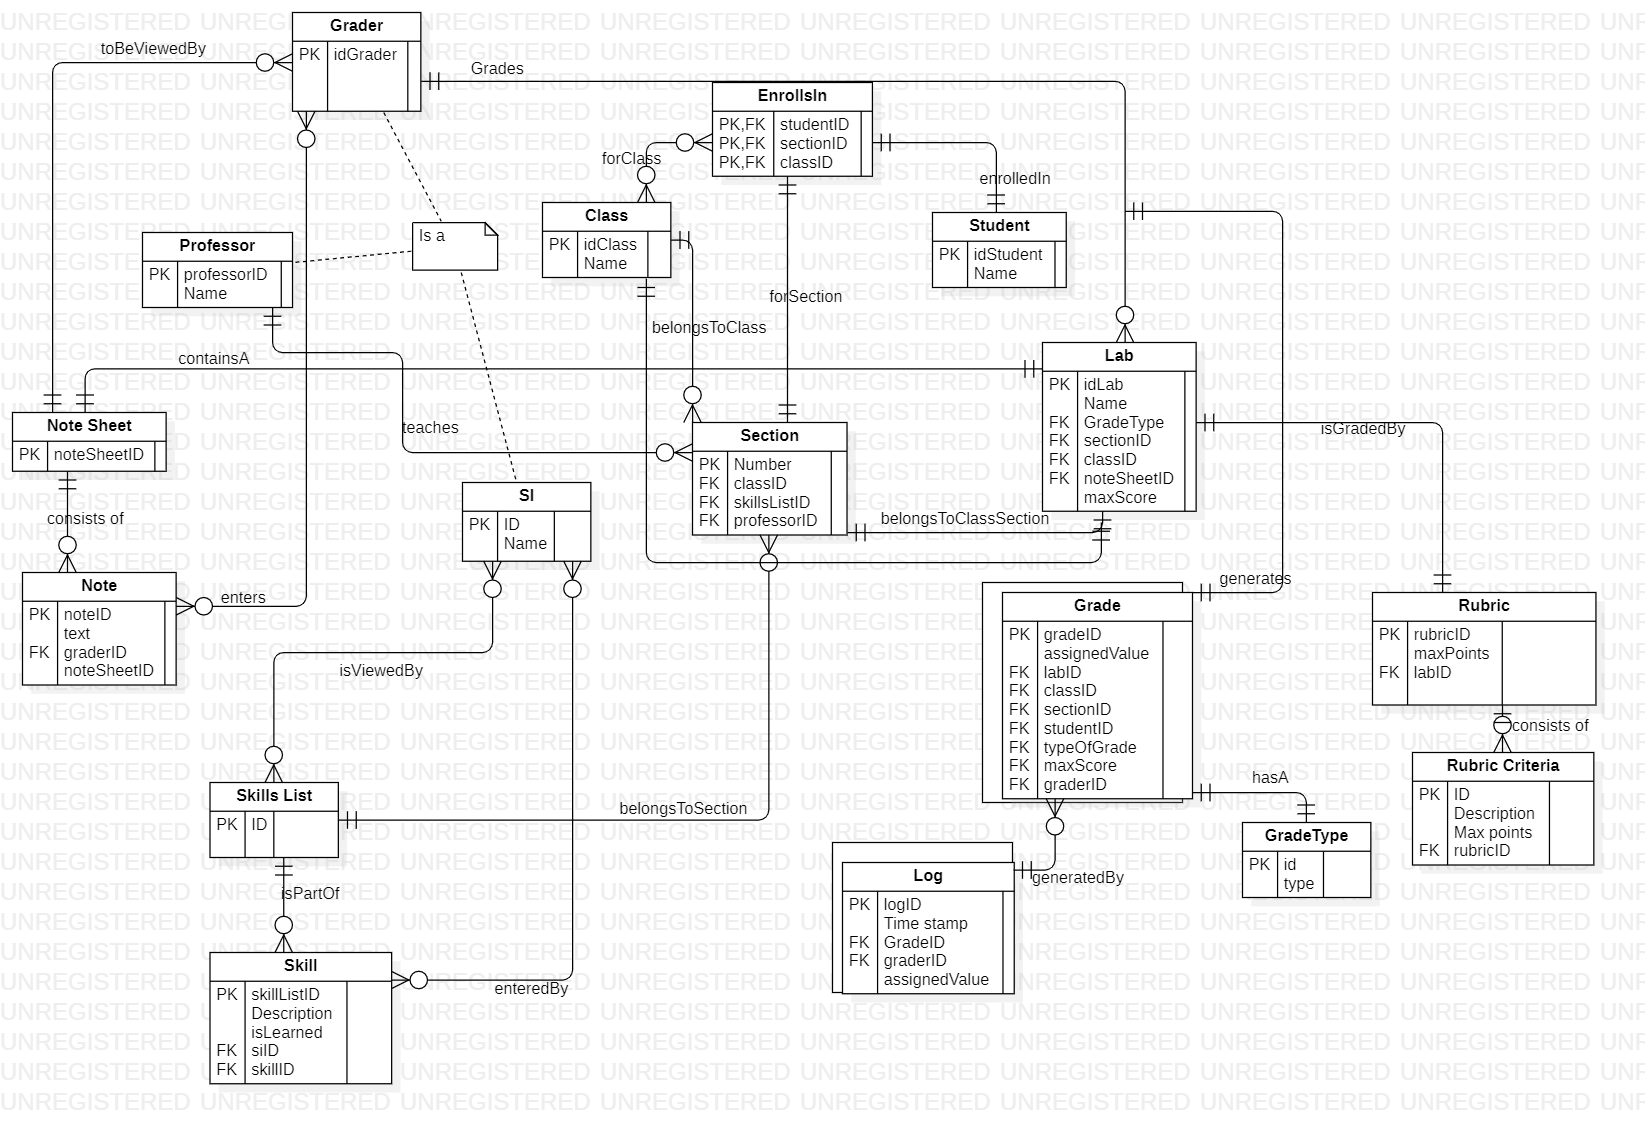 Grader
PK idGrader
toBeViewedBy
Grades
EnrollsIn
PK,FK studentID
PK,FK sectionID
PK,FK classID
forClass
enrolledIn
Class
PK idClass
Name
Student
PK idStudent
Name
Is a
Professor
PK professorID
Name
forSection
belongsToClass
containsA
Lab
PK idLab
Name
FK GradeType
FK sectionID
FK classID
FK noteSheetID
maxScore
Note Sheet
PK noteSheetID
teaches
isGradedBy
Section
PK Number
FK classID
FK skillsListID
FK professorID
SI
PK ID
Name
belongsToClassSection
consists of
Note
PK noteID
text
FK graderID
noteSheetID
enters
generates
Grade
PK gradeID
assignedValue
FK labID
FK classID
FK sectionID
FK studentID
FK typeOfGrade
FK maxScore
FK graderID
Rubric
PK rubricID
maxPoints
FK labID
isViewedBy
consists of
Rubric Criteria
PK ID
Description
Max points
FK rubricID
hasA
GradeType
PK id
type
Skills List
PK ID
belongsToSection
generatedBy
Log
PK logID
Time stamp
FK GradeID
FK graderID
assignedValue
isPartOf
Skill
PK skillListID
Description
isLearned
FK siID
FK skillID
enteredBy
UNREGISTERED